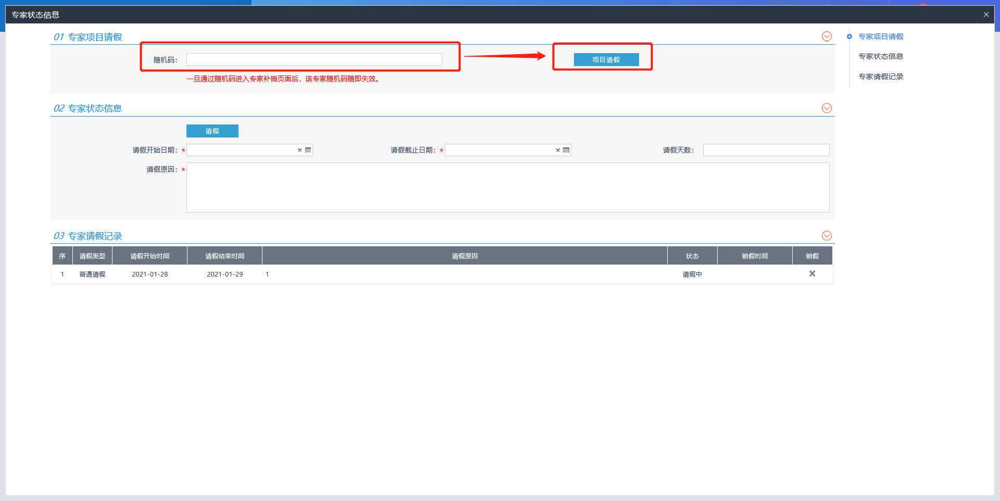 专家状态信息
01 专家项目请假
随机码：
项目请假
一旦通过随机码进入专家补抽页面后，该专家随机码随即失效。
02 专家状态信息
请假
请假开始日期：*
请假截止日期：*
请假天数：
请假原因：*
03 专家请假记录
序 请假类型 请假开始时间 请假结束时间 请假原因 状态 销假时间 销假
1 普通请假 2021-01-28 2021-01-29 1 请假中
专家项目请假
专家状态信息
专家请假记录